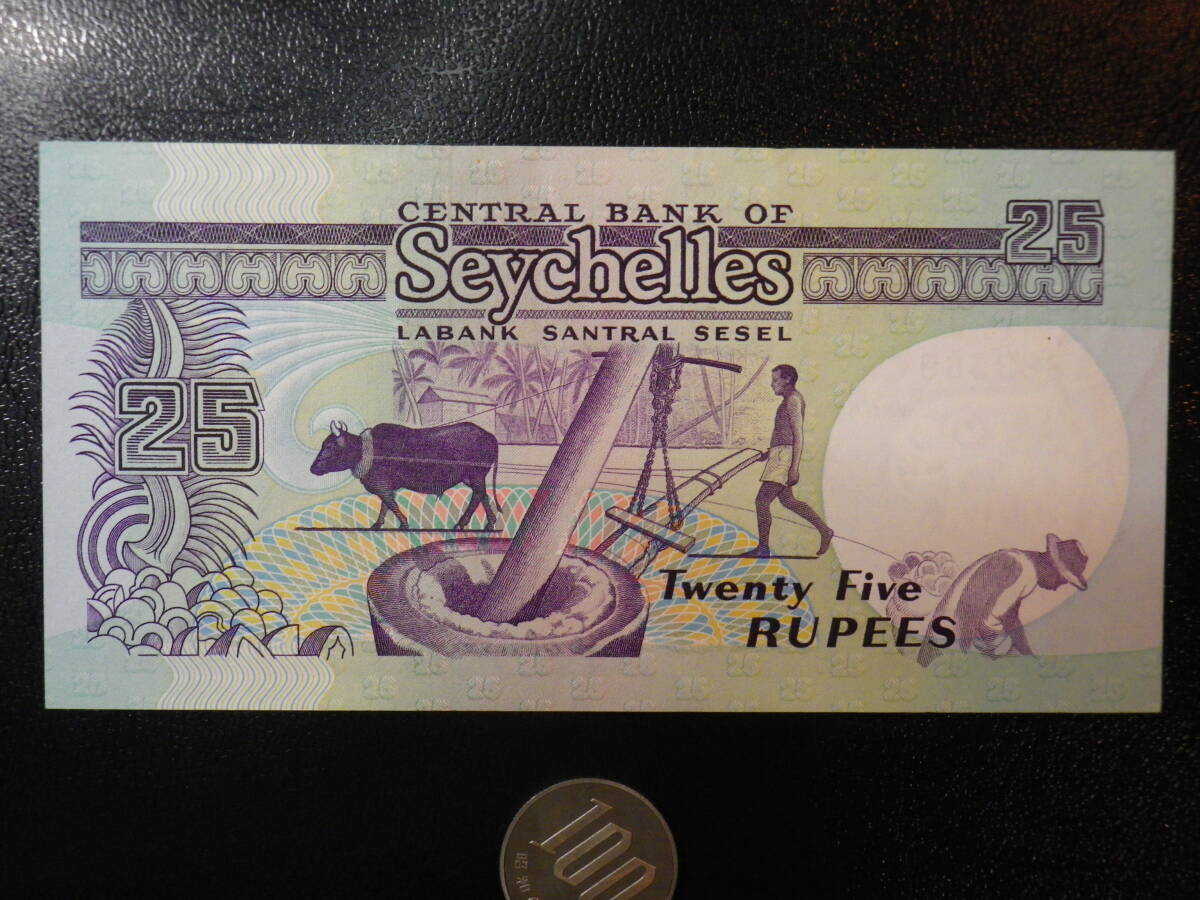 CENTRAL BANK OF
25
Seychelles
LABANK SANTRAL SESEL
25
Twenty Five
RUPEES
100